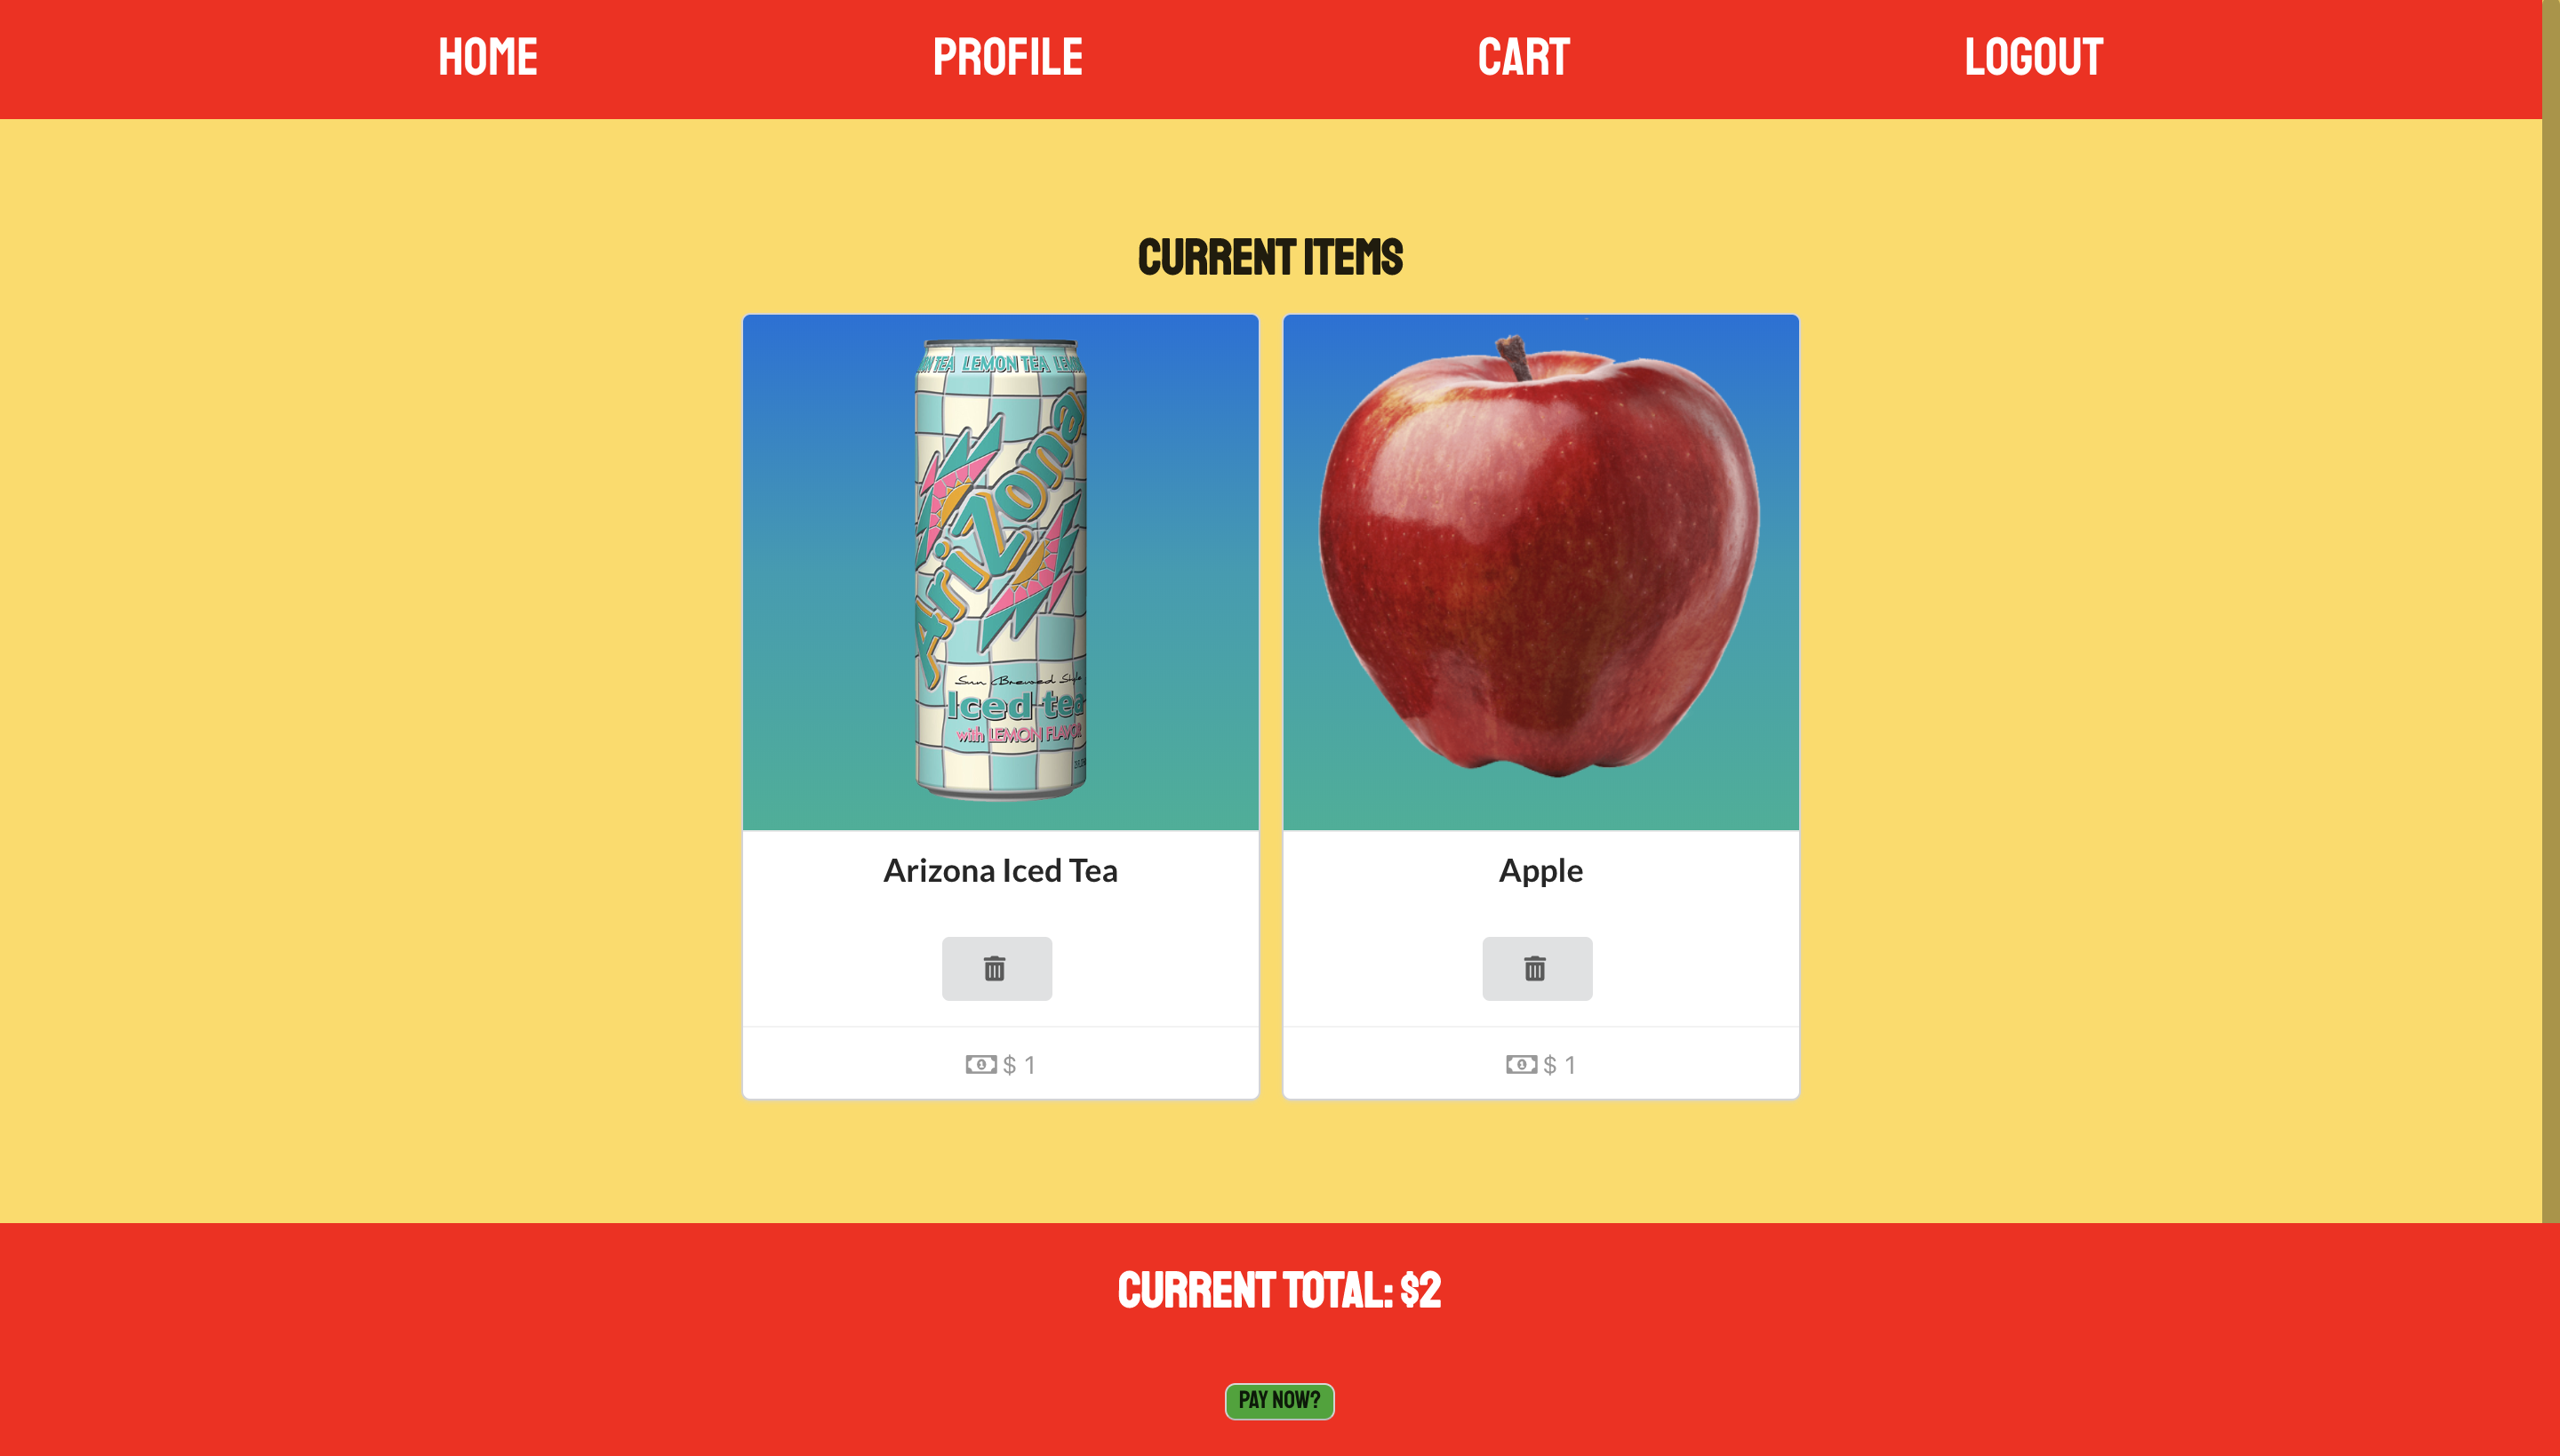 HOME PROFILE CART LOGOUT
CURRENT ITEMS
LEMON TEA
AriZona
Sun Brewed Style
Iced tea
with LEMON FLAVOR
Arizona Iced Tea
Apple
$ 1
$ 1
CURRENT TOTAL: $2
PAY NOW?